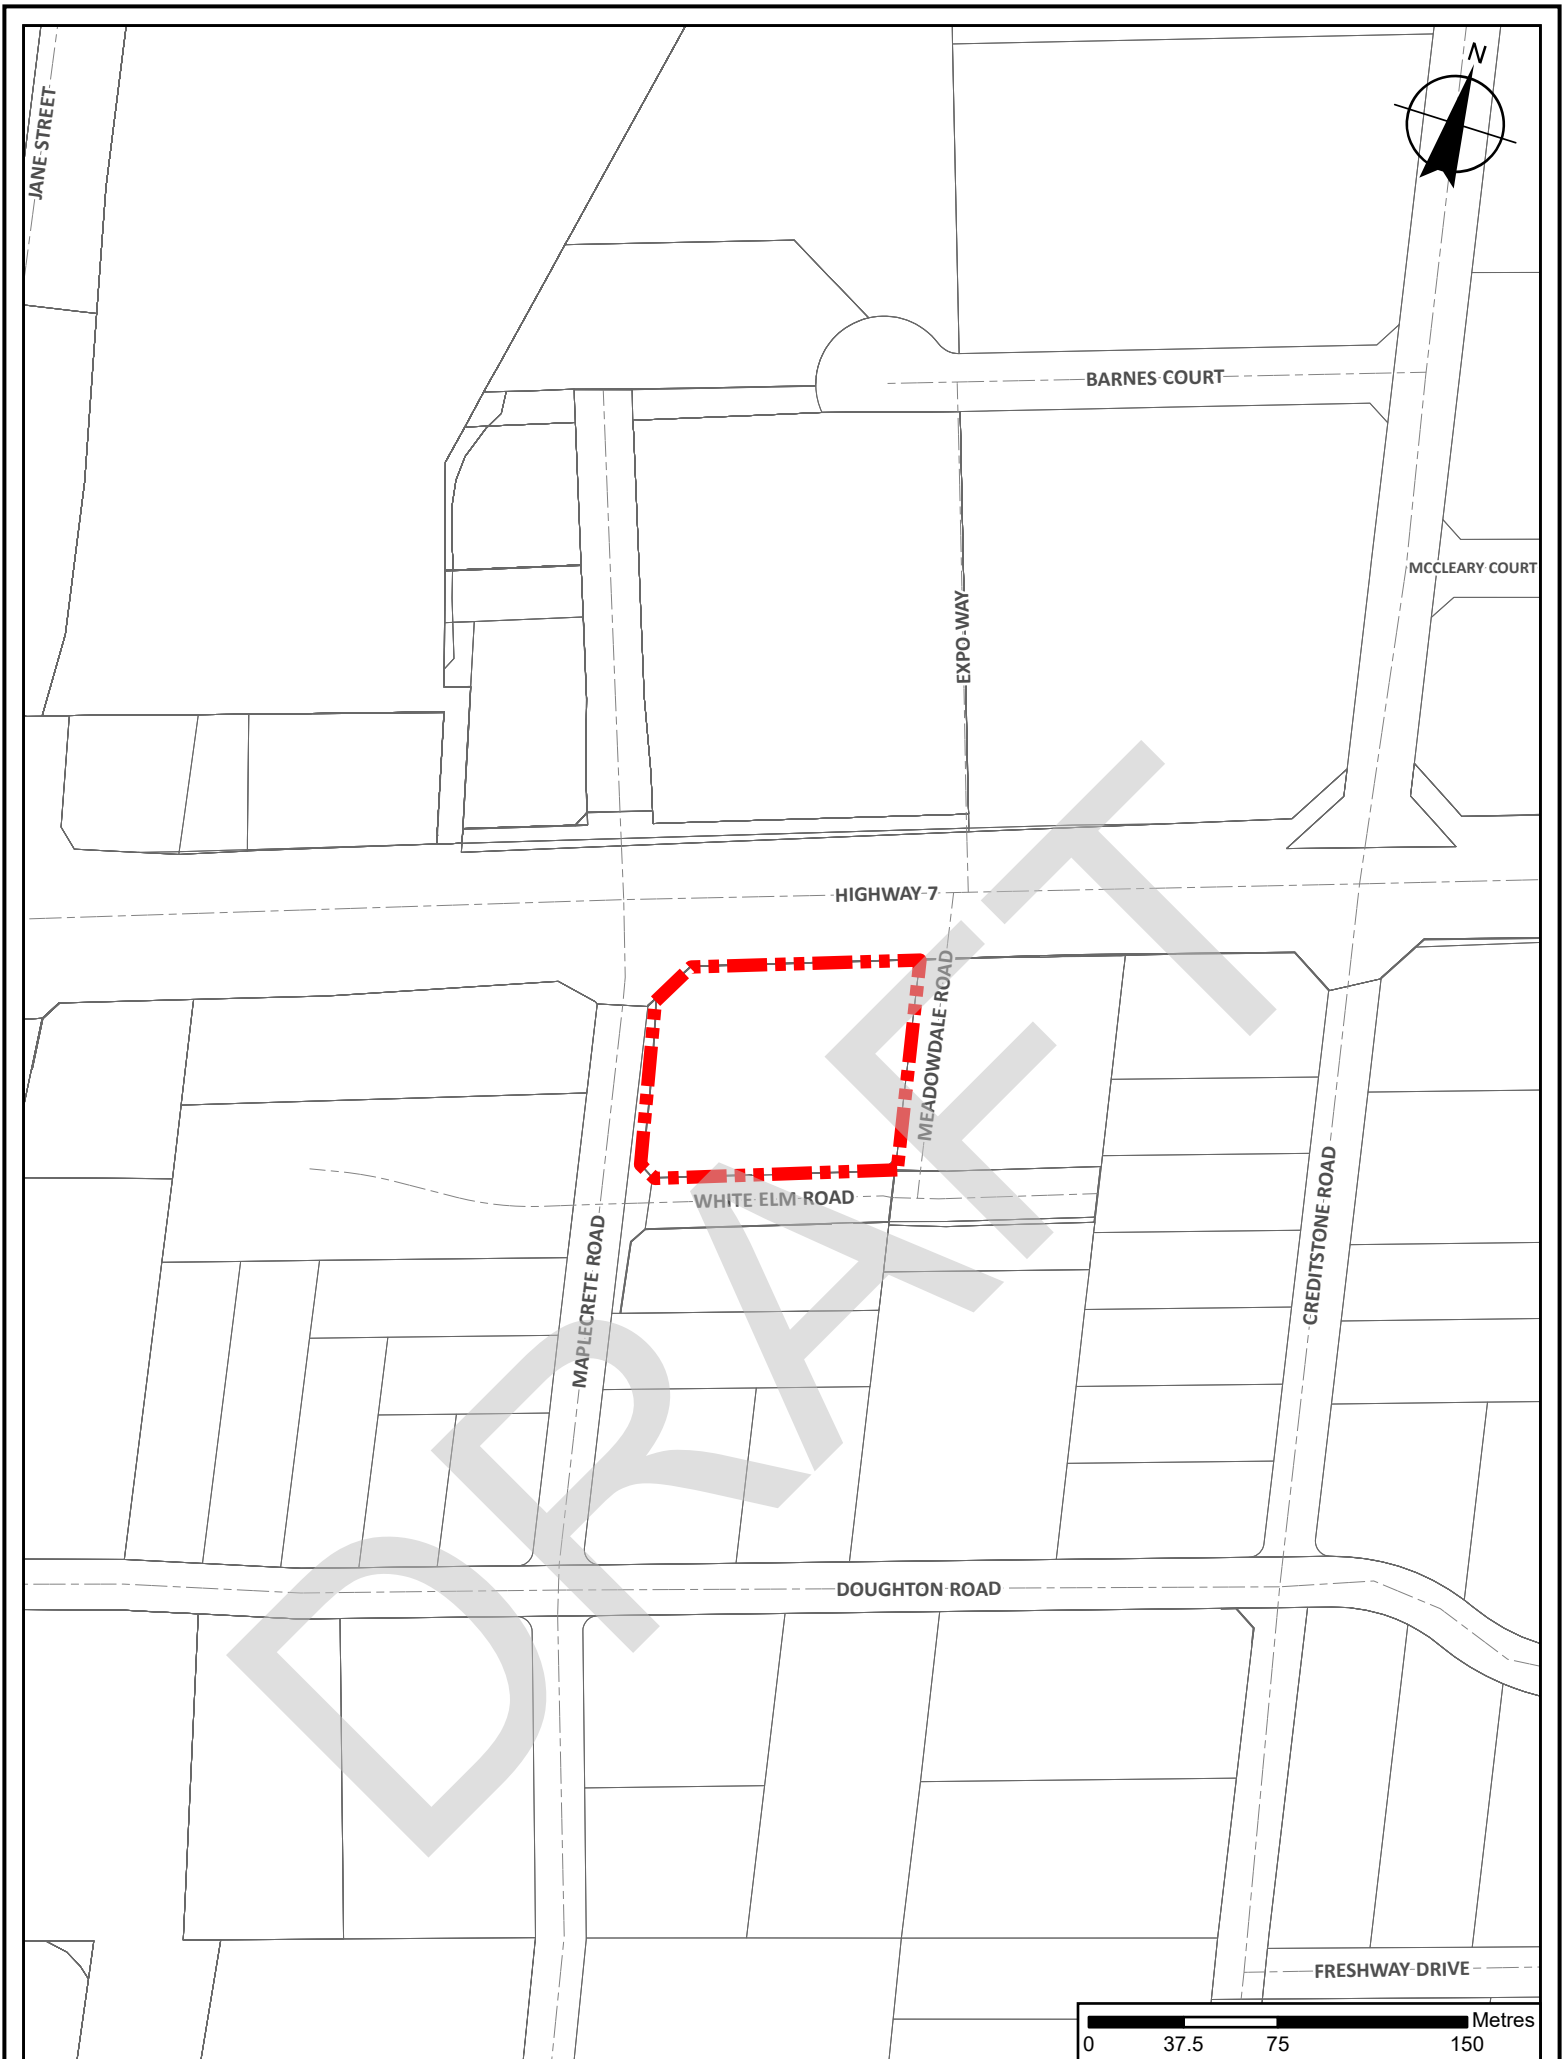 N
JANE STREET
BARNES COURT
MCCLEARY COURT
EXPO WAY
HIGHWAY 7
MEADOWDALE ROAD
WHITE ELM ROAD
MAPLECRETE ROAD
CREDITSTONE ROAD
DRAFT
DOUGHTON ROAD
FRESHWAY DRIVE
Metres
0 37.5 75 150